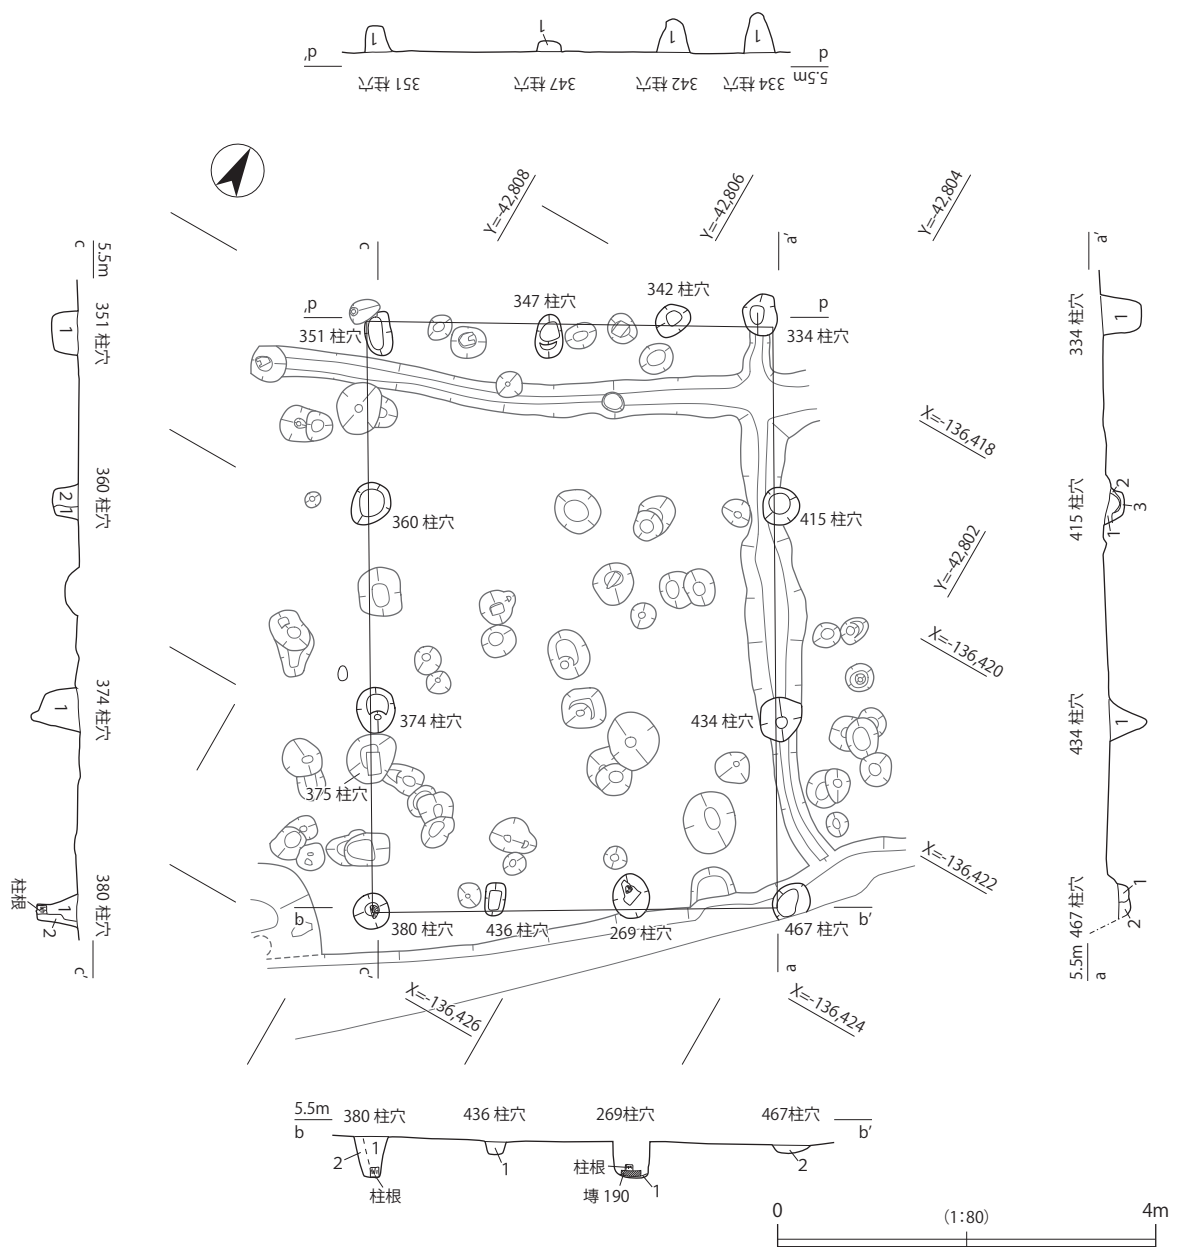 1
1
1
1
d'
d
5.5m
351 柱穴
347 柱穴
342 柱穴
334 柱穴
Y=-42,808
Y=-42,806
Y=-42,804
c
5.5m
c
a'
a'
351 柱穴
1
d'
351 柱穴
347 柱穴
342 柱穴
d
334 柱穴
334 柱穴
1
X=-136,418
360 柱穴
2
1
360 柱穴
415 柱穴
415 柱穴
2
3
1
Y=-42,802
X=-136,420
374 柱穴
1
374 柱穴
434 柱穴
434 柱穴
1
375 柱穴
X=-136,422
柱根
1
2
380 柱穴
c'
b
380 柱穴
436 柱穴
269 柱穴
467 柱穴
b'
467 柱穴
1
2
5.5m
a
c'
a
X=-136,426
X=-136,424
5.5m
b
380 柱穴
436 柱穴
269柱穴
467柱穴
b'
2
1
柱根
1
柱根
塼 190
1
2
0
(1:80)
4m